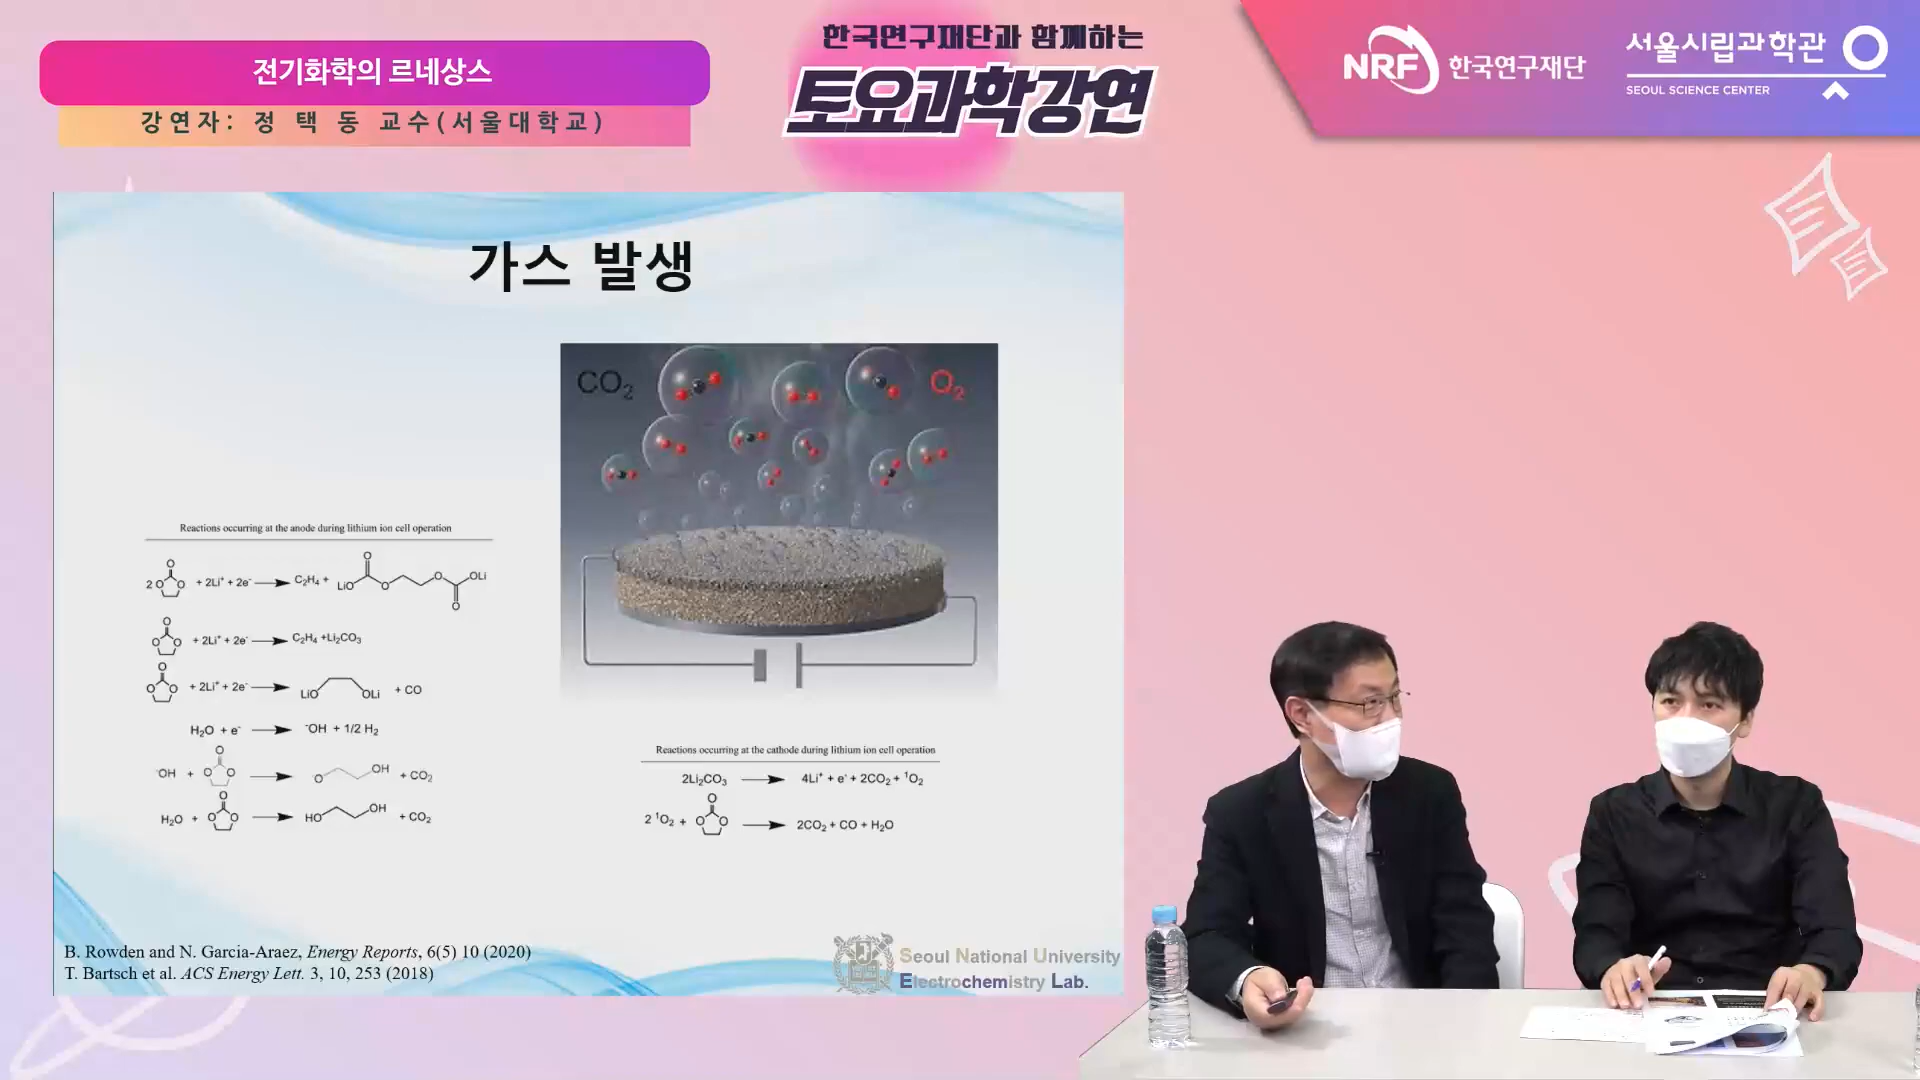 전기화학의 르네상스
강연자: 정 택 동 교수(서울대학교)
한국연구재단과 함께하는
토요과학강연
NRF 한국연구재단
서울시립과학관
SEOUL SCIENCE CENTER
가스 발생
CO2
O2
Reactions occurring at the anode during lithium ion cell operation
2 + 2Li+ + 2e- C2H4 + LiO O O OLi
+ 2Li+ + 2e- C2H4 +Li2CO3
+ 2Li+ + 2e- LiO OLi + CO
H2O + e- -OH + 1/2 H2
-OH + O OH + CO2
H2O + HO OH + CO2
Reactions occurring at the cathode during lithium ion cell operation
2Li2CO3 4Li+ + e- + 2CO2 + 1O2
2 1O2 + 2CO2 + CO + H2O
B. Rowden and N. Garcia-Araez, Energy Reports, 6(5) 10 (2020)
T. Bartsch et al. ACS Energy Lett. 3, 10, 253 (2018)
Seoul National University
Electrochemistry Lab.